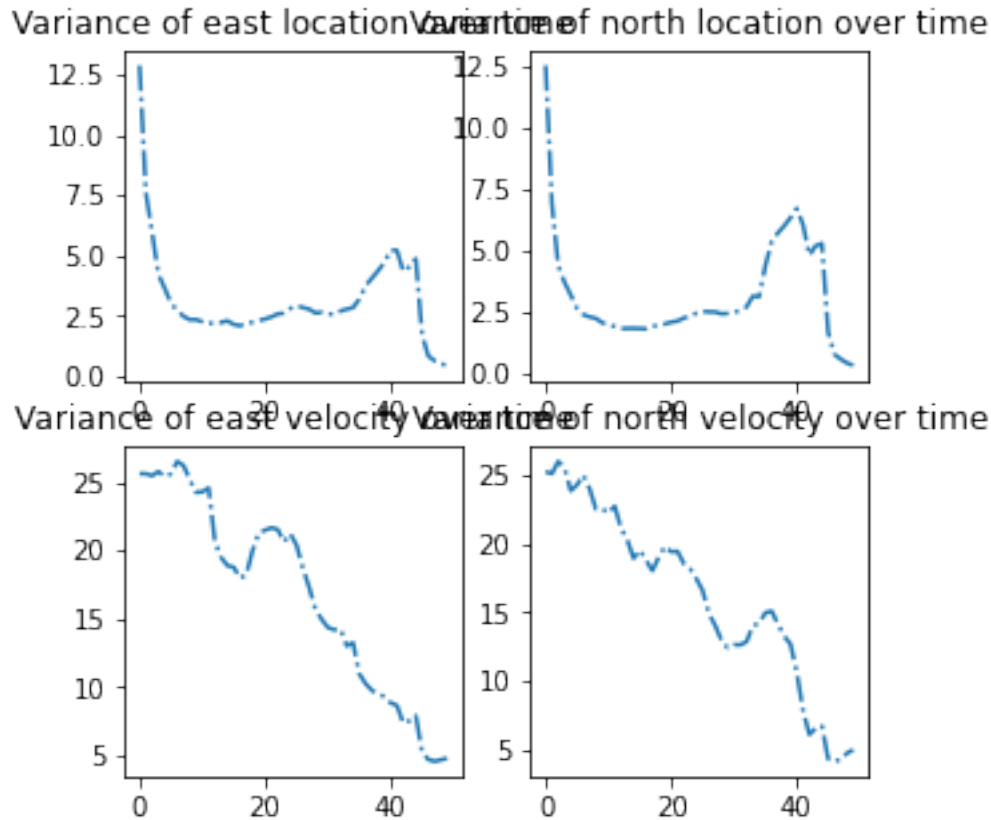 Variance of east location over time Variance of north location over time
12.5 12.5
10.0 10.0
7.5 7.5
5.0 5.0
2.5 2.5
0.0 0.0
0 20 40 0 20 40
Variance of east velocity over time Variance of north velocity over time
25 25
20 20
15 15
10 10
5 5
0 20 40 0 20 40